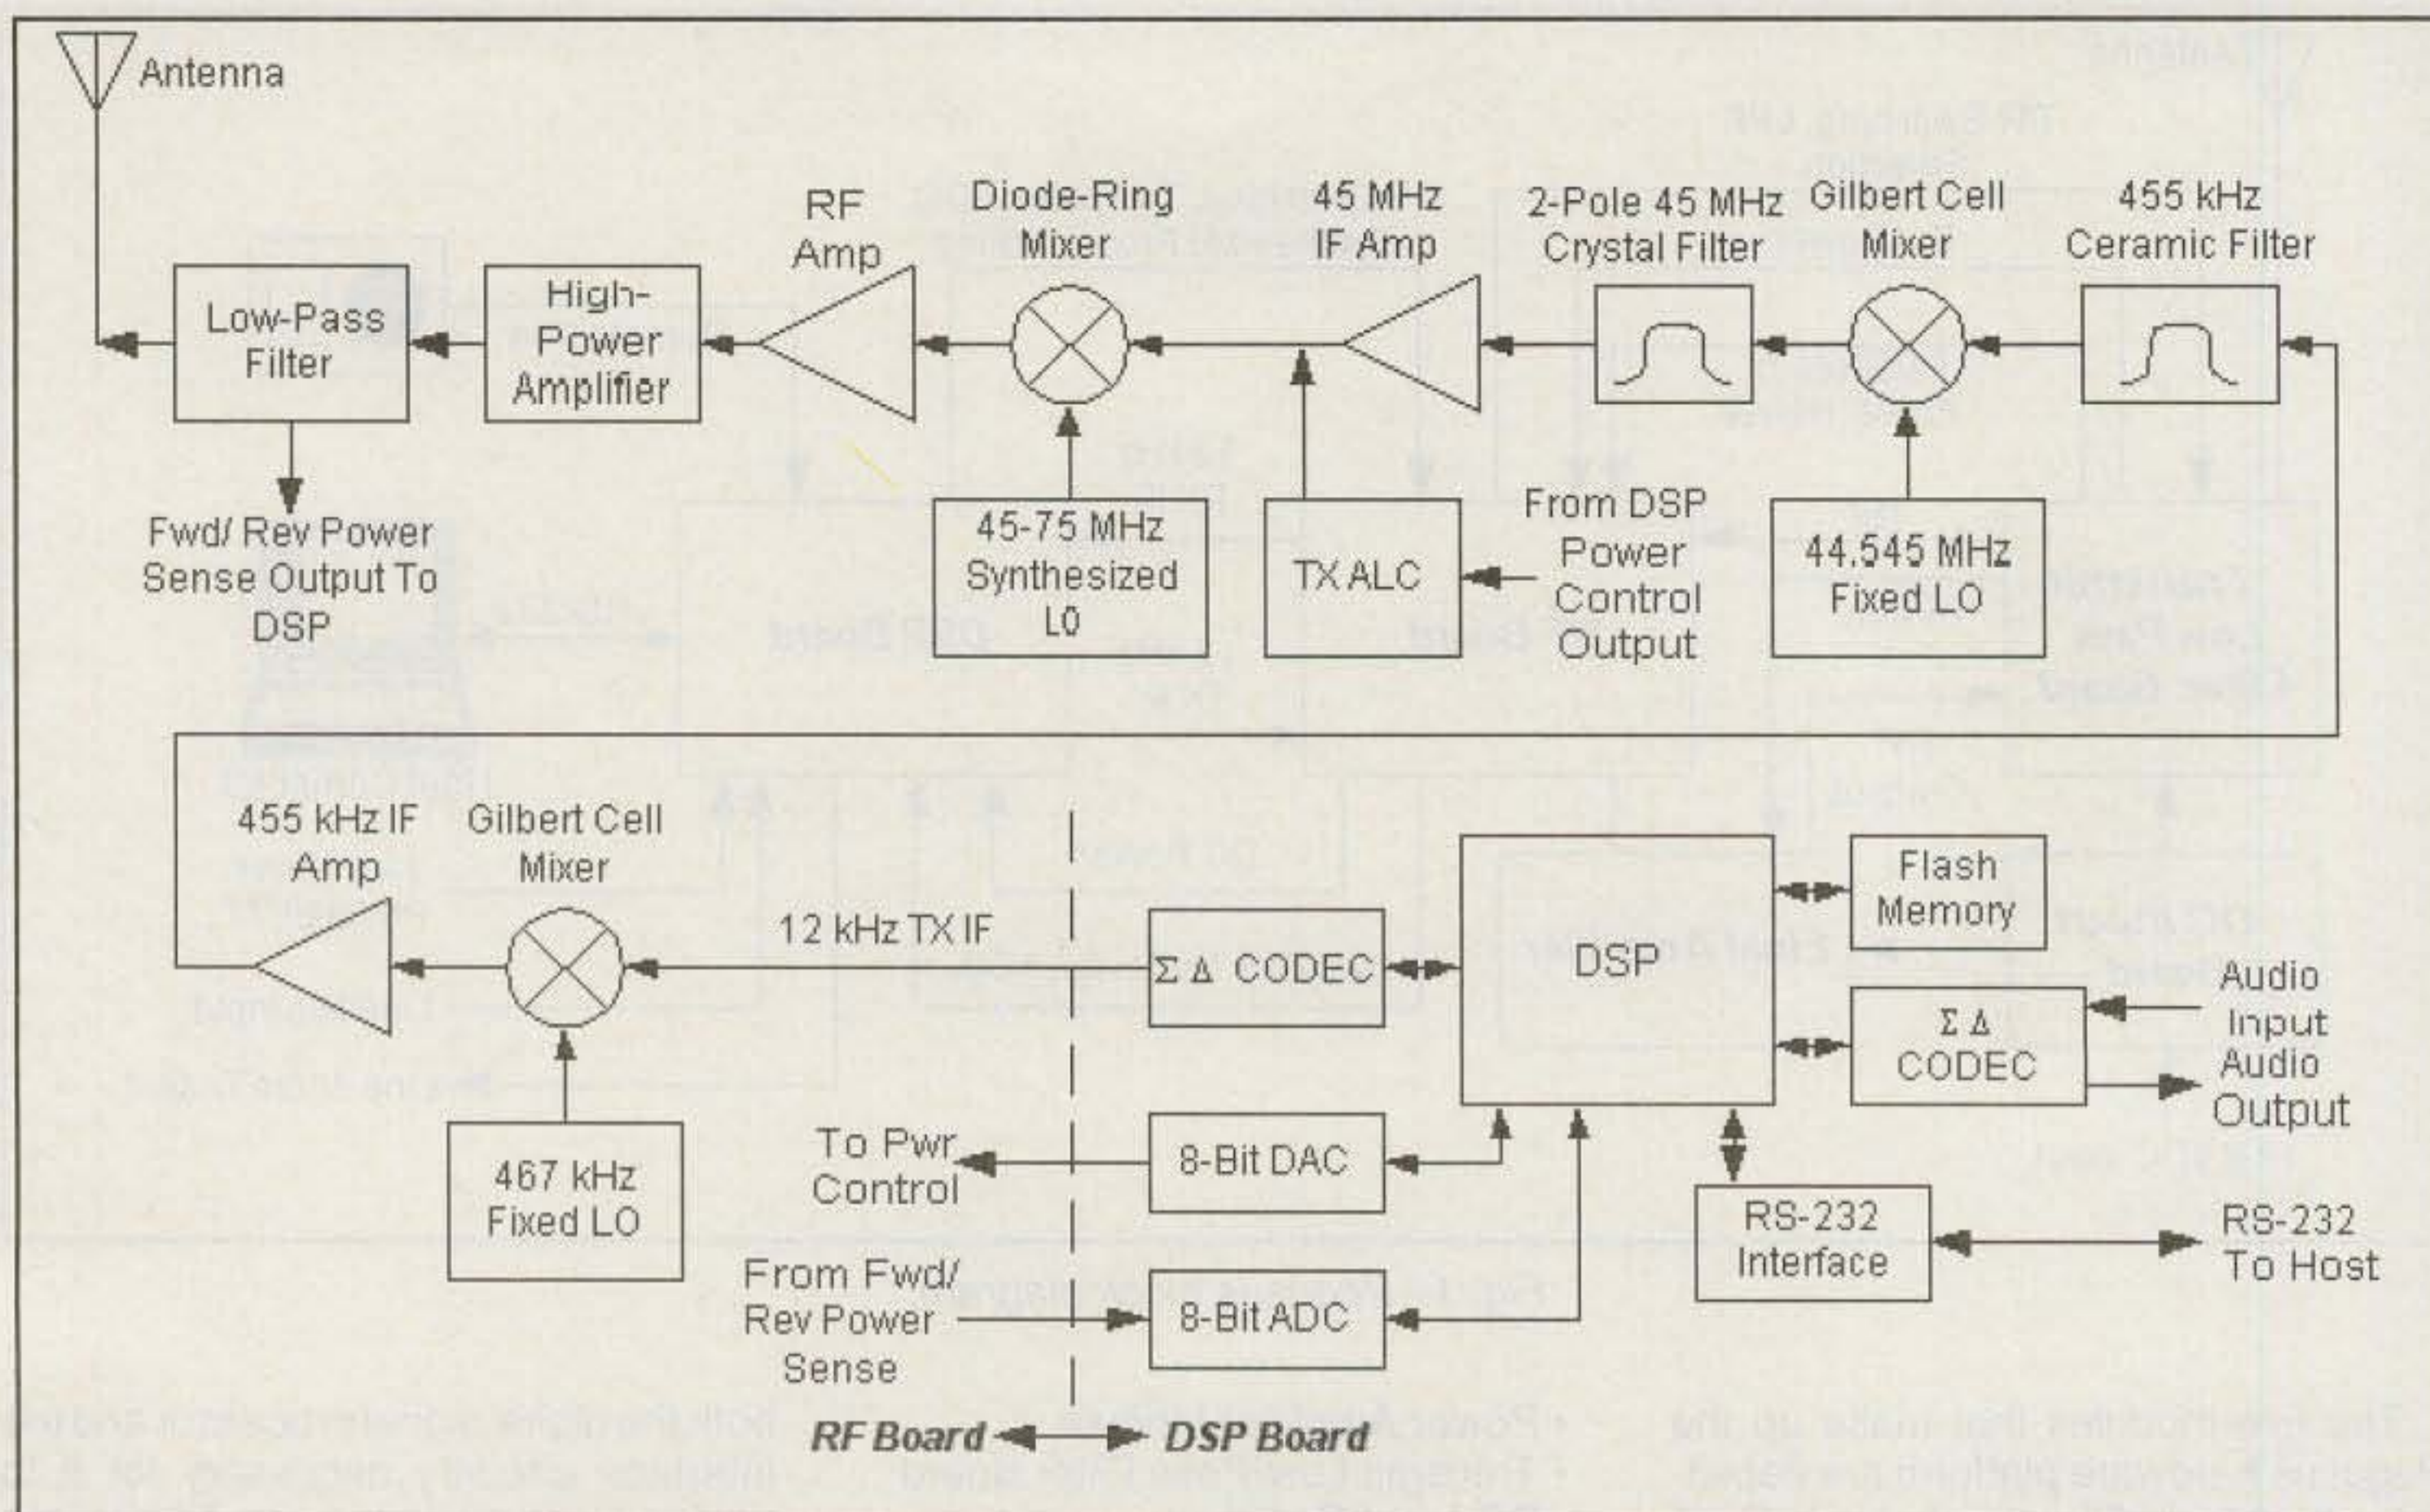 Antenna
RF
Amp
Diode-Ring
Mixer
45 MHz
IF Amp
2-Pole 45 MHz
Crystal Filter
Gilbert Cell
Mixer
455 kHz
Ceramic Filter
Low-Pass
Filter
High-
Power
Amplifier
Fwd/ Rev Power
Sense Output To
DSP
45-75 MHz
Synthesized
LO
TX ALC
From DSP
Power
Control
Output
44.545 MHz
Fixed LO
455 kHz IF
Amp
Gilbert Cell
Mixer
12 kHz TX IF
Σ Δ CODEC
DSP
Flash
Memory
Σ Δ
CODEC
Audio
Input
Audio
Output
467 kHz
Fixed LO
To Pwr
Control
8-Bit DAC
RS-232
Interface
RS-232
To Host
From Fwd/
Rev Power
Sense
8-Bit ADC
RF Board
DSP Board